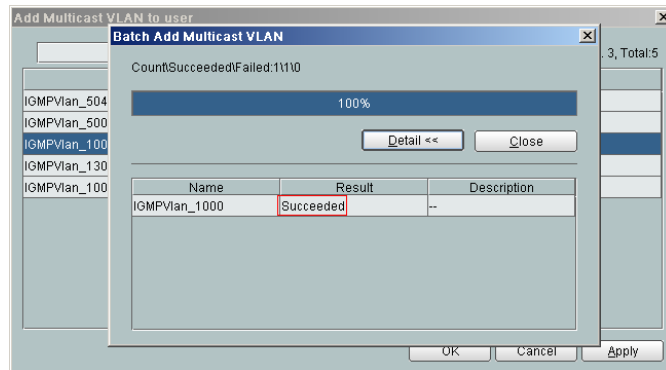 Add Multicast VLAN to user
Batch Add Multicast VLAN
Count\Succeeded\Failed:1\1\0
3, Total:5
100%
Detail << Close
IGMPVlan_504
IGMPVlan_500
IGMPVlan_100
IGMPVlan_130
IGMPVlan_100
Name Result Description
IGMPVlan_1000 Succeeded --
OK Cancel Apply